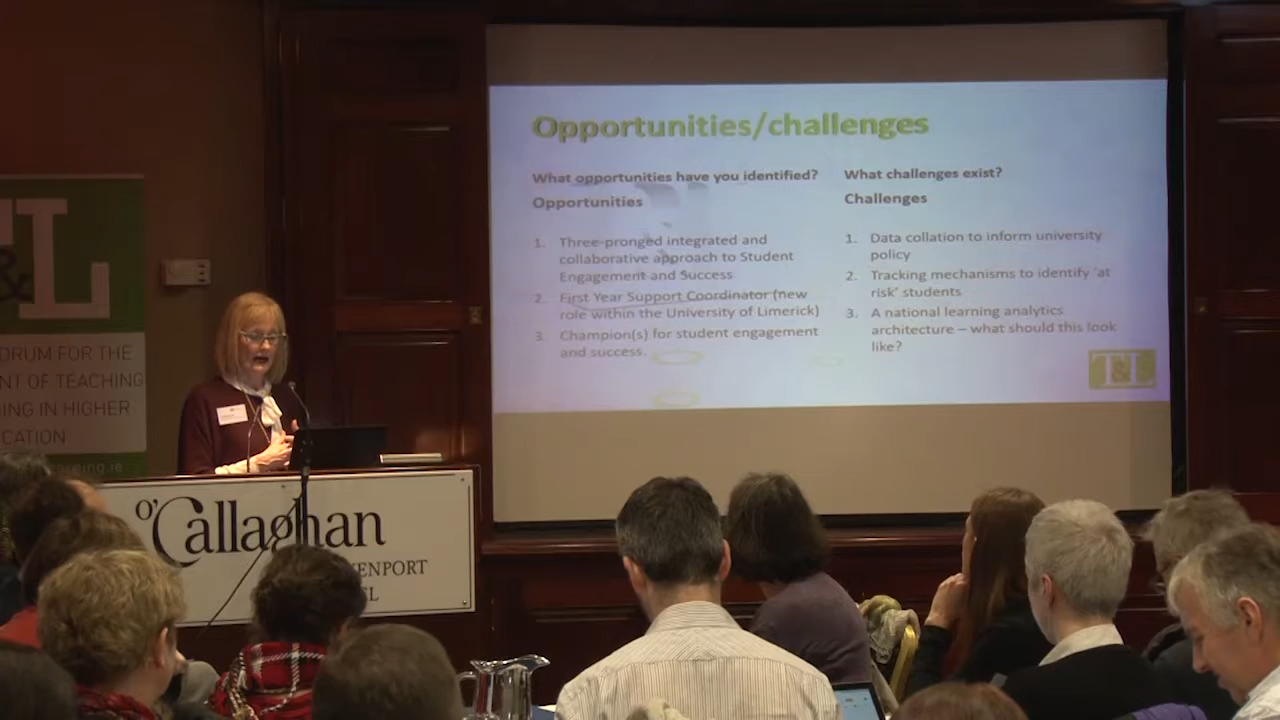 Opportunities/challenges
What opportunities have you identified?
Opportunities
1. Three-pronged integrated and
collaborative approach to Student
Engagement and Success
2. First Year Support Coordinator (new
role within the University of Limerick)
3. Champion(s) for student engagement
and success.
What challenges exist?
Challenges
1. Data collation to inform university
policy
2. Tracking mechanisms to identify ‘at
risk’ students
3. A national learning analytics
architecture – what should this look
like?
T&L
T&L
ORUM FOR THE
NT OF TEACHING
ING IN HIGHER
CATION
O'Callaghan
ENPORT
EL